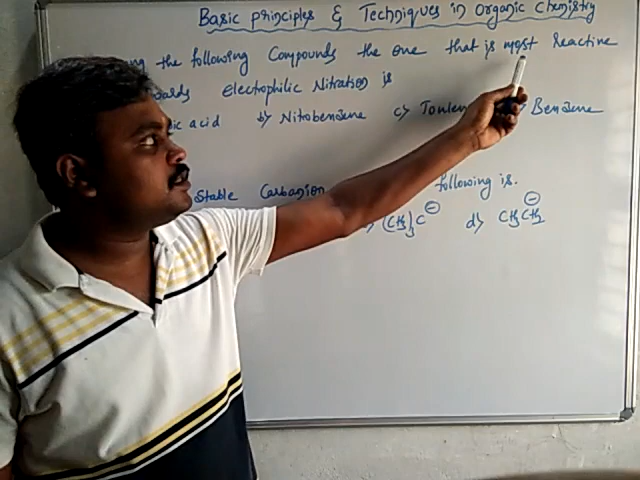 Basic principles & Techniques in organic chemistry
the following Compounds the one that is most Reactive
electrophilic Nitration is
acid b) Nitrobenzene c) Benzene
Stable Carbanion following is.
(CH3)3C⊖ d) CH3CH2⊖